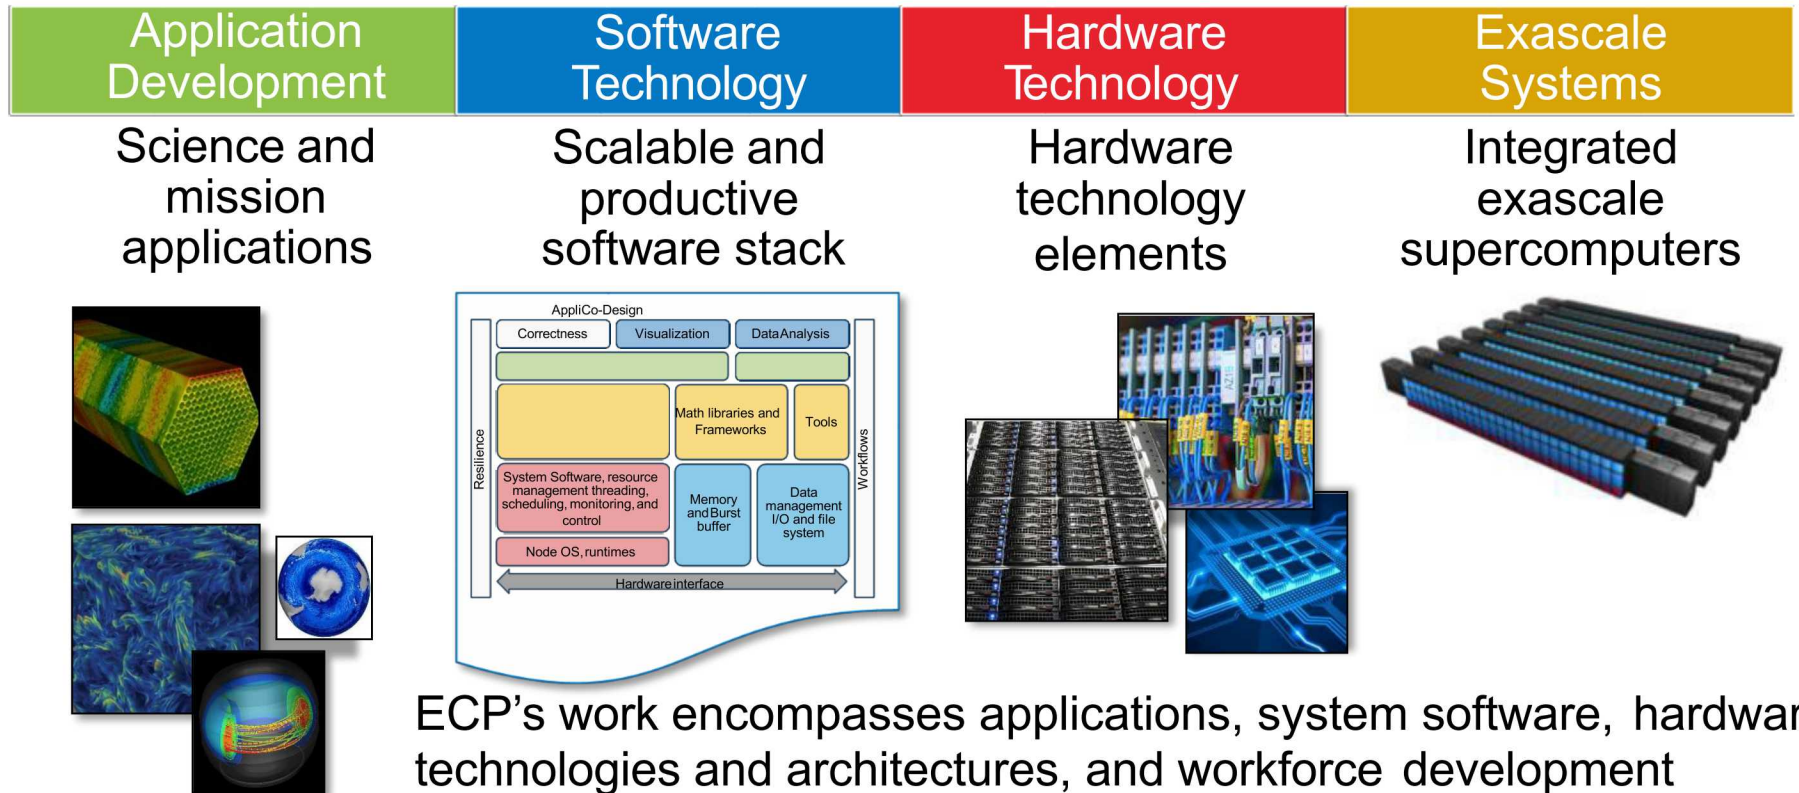 Application
Development
Software
Technology
Hardware
Technology
Exascale
Systems
Science and
mission
applications
Scalable and
productive
software stack
Hardware
technology
elements
Integrated
exascale
supercomputers
AppliCo-Design
Correctness
Visualization
DataAnalysis
Resilience
Workflows
Math libraries and
Frameworks
Tools
System Software, resource
management threading,
scheduling, monitoring, and
control
Memory
and Burst
buffer
Data
management
I/O and file
system
Node OS, runtimes
Hardware interface
AZ18
ECP’s work encompasses applications, system software, hardwar
technologies and architectures, and workforce development